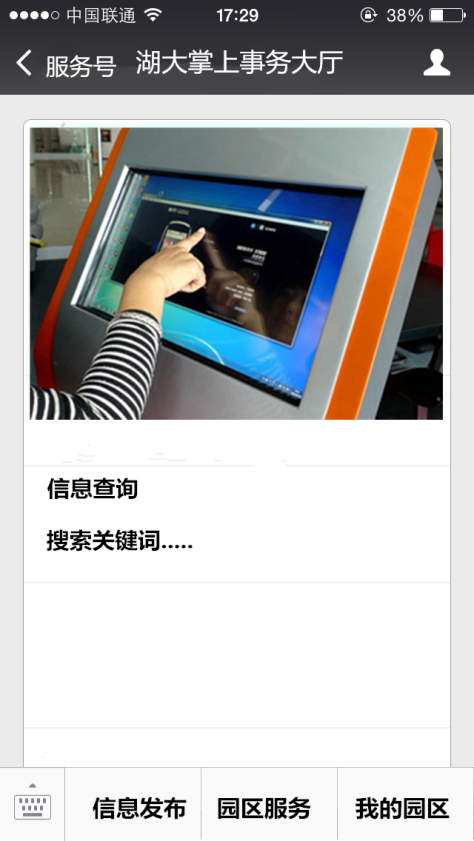 中国联通 17:29 38%
服务号 湖大掌上事务大厅
信息查询
搜索关键词.....
信息发布 园区服务 我的园区